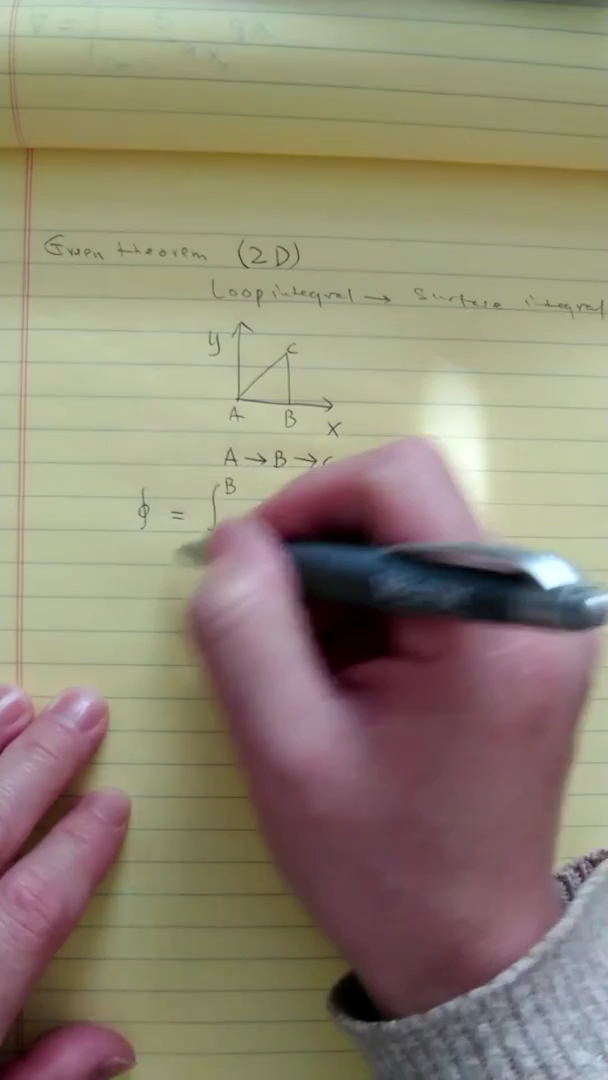 Green theorem (2D)
Loop integral → Surface integral
y
C
A B
x
A → B → C
∮ = ∫ B